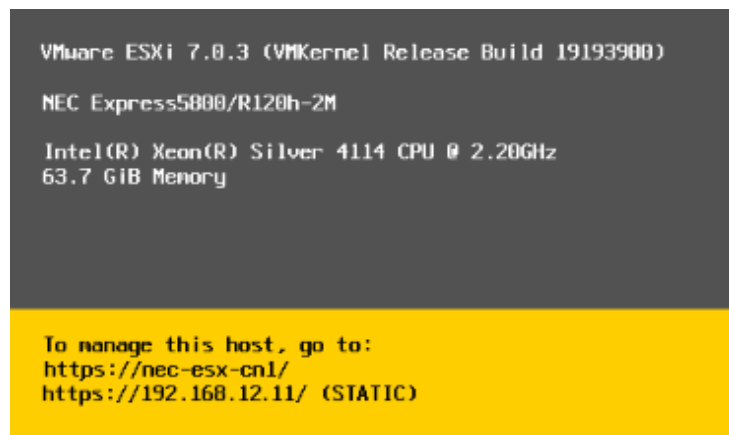 VMware ESXi 7.0.3 (VMKernel Release Build 19193900)
NEC Express5800/R120h-2M
Intel(R) Xeon(R) Silver 4114 CPU @ 2.20GHz
63.7 GiB Memory
To manage this host, go to:
https://nec-esx-cn1/
https://192.168.12.11/ (STATIC)